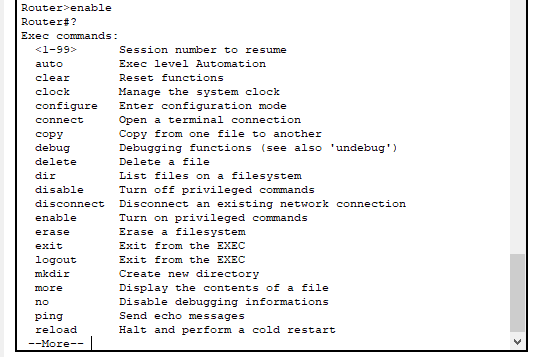 Router>enable
Router#?
Exec commands:
  <1-99>      Session number to resume
  auto        Exec level Automation
  clear       Reset functions
  clock       Manage the system clock
  configure   Enter configuration mode
  connect     Open a terminal connection
  copy        Copy from one file to another
  debug       Debugging functions (see also 'undebug')
  delete      Delete a file
  dir         List files on a filesystem
  disable     Turn off privileged commands
  disconnect  Disconnect an existing network connection
  enable      Turn on privileged commands
  erase       Erase a filesystem
  exit        Exit from the EXEC
  logout      Exit from the EXEC
  mkdir       Create new directory
  more        Display the contents of a file
  no          Disable debugging informations
  ping        Send echo messages
  reload      Halt and perform a cold restart
 --More--